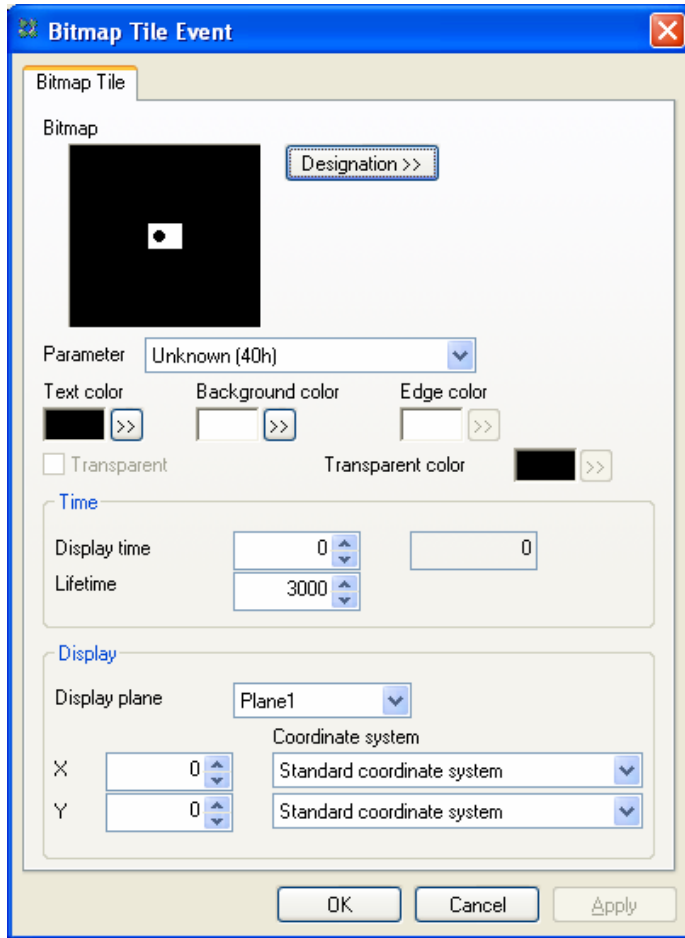 Bitmap Tile Event
Bitmap Tile
Bitmap
Designation >>
Parameter Unknown (40h)
Text color Background color Edge color
>> >> >>
Transparent Transparent color >>
Time
Display time 0 0
Lifetime 3000
Display
Display plane Plane1
Coordinate system
X 0 Standard coordinate system
Y 0 Standard coordinate system
OK Cancel Apply